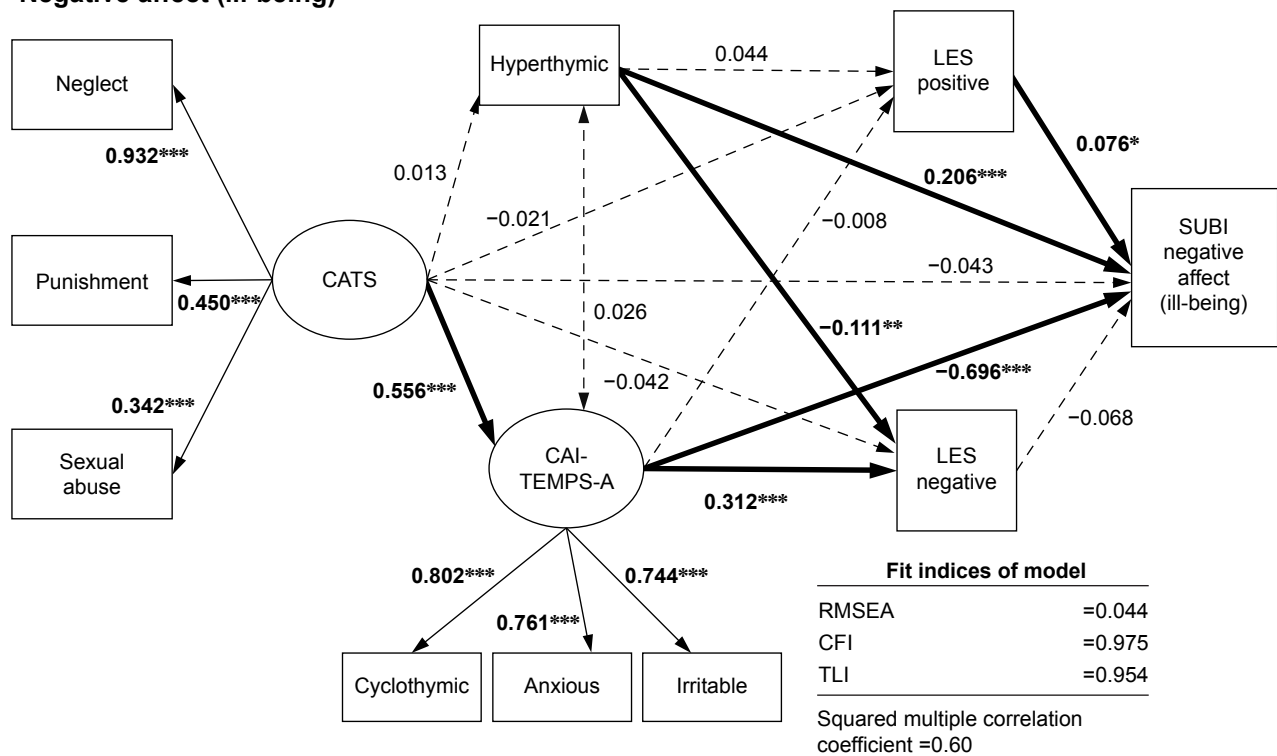 Negative affect (ill-being)
Neglect
Hyperthymic
LES
positive
0.044
0.932***
0.013
0.076*
0.206***
−0.021
−0.008
Punishment
CATS
SUBI
negative
affect
(ill-being)
−0.043
0.450***
0.026
−0.111**
0.556***
−0.042
−0.696***
0.342***
−0.068
Sexual
abuse
CAI-
TEMPS-A
LES
negative
0.312***
0.802***
0.761***
0.744***
Cyclothymic
Anxious
Irritable
Fit indices of model
RMSEA =0.044
CFI =0.975
TLI =0.954
Squared multiple correlation
coefficient =0.60